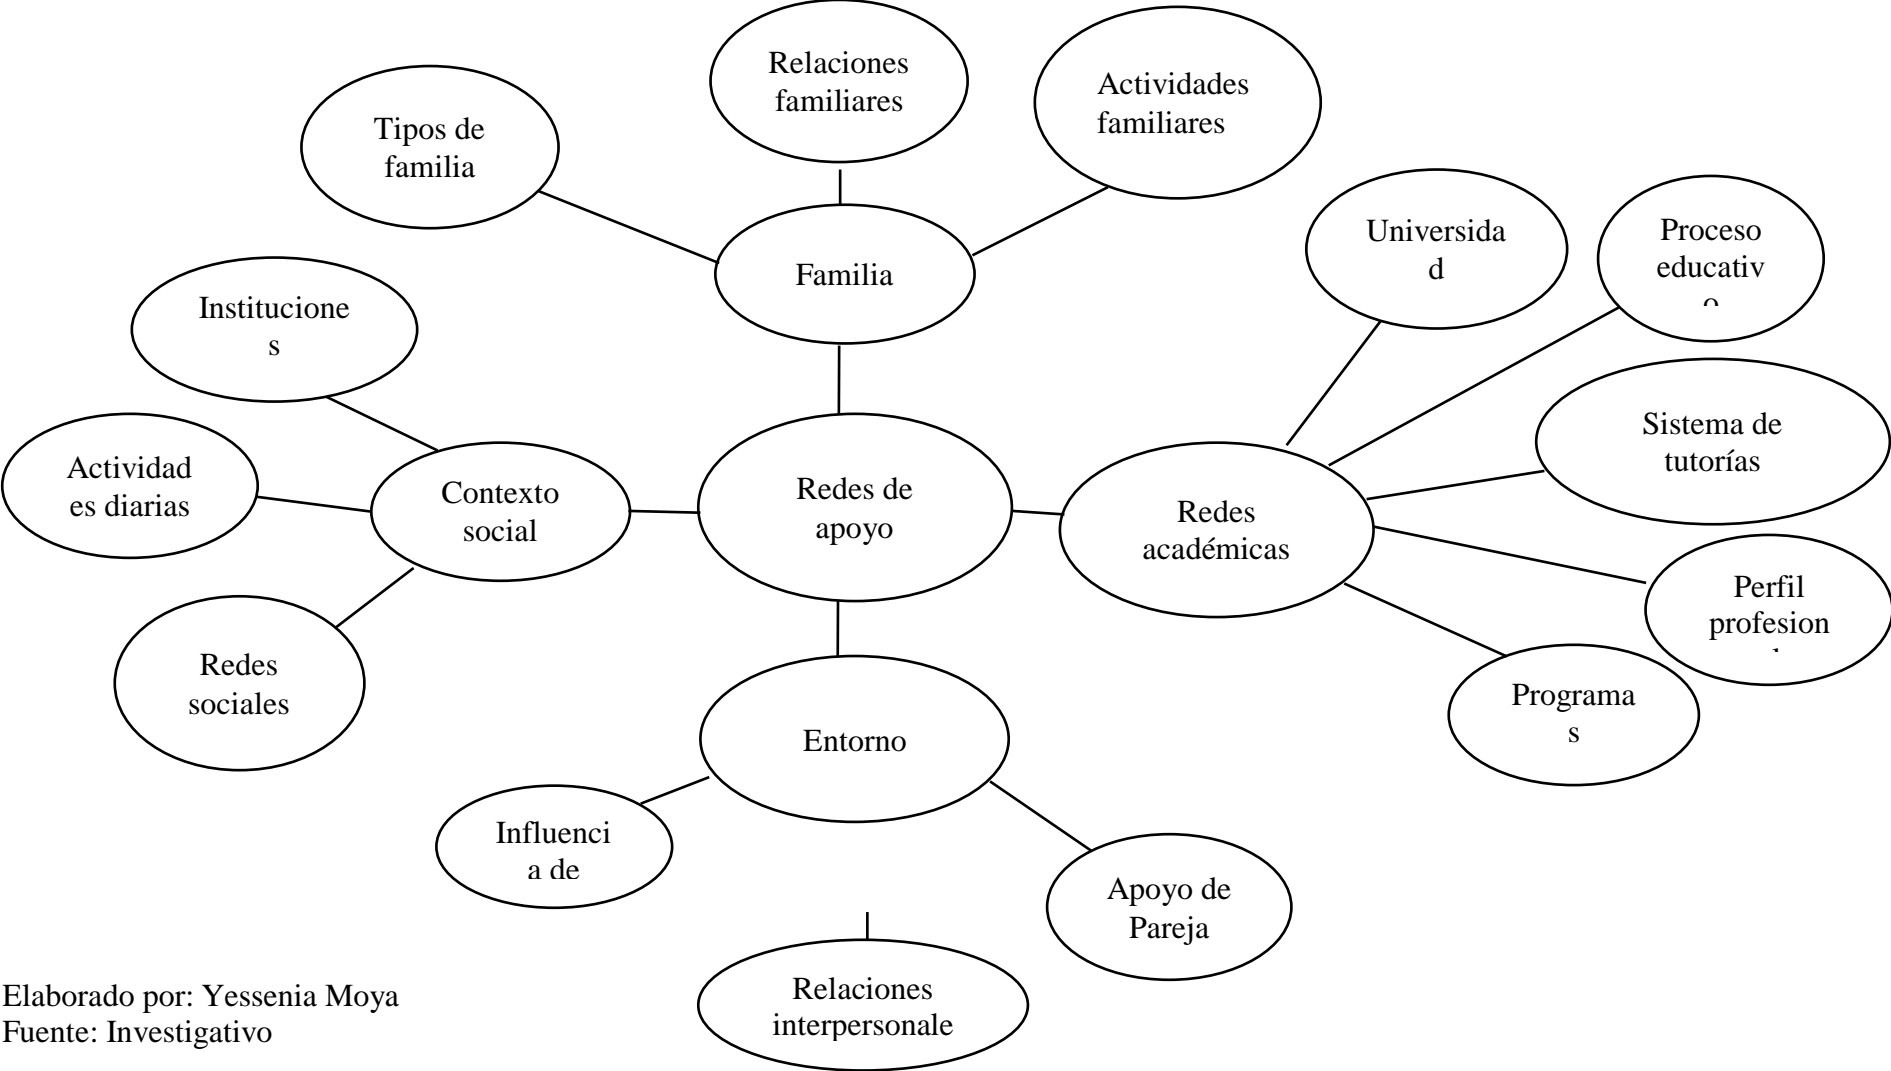 Relaciones
familiares
Actividades
familiares
Tipos de
familia
Universida
d
Proceso
educativ
o
Familia
Institucione
s
Sistema de
tutorías
Actividad
es diarias
Contexto
social
Redes de
apoyo
Redes
académicas
Perfil
profesion
Redes
sociales
Programa
s
Entorno
Influenci
a de
Apoyo de
Pareja
Relaciones
interpersonale
Elaborado por: Yessenia Moya
Fuente: Investigativo